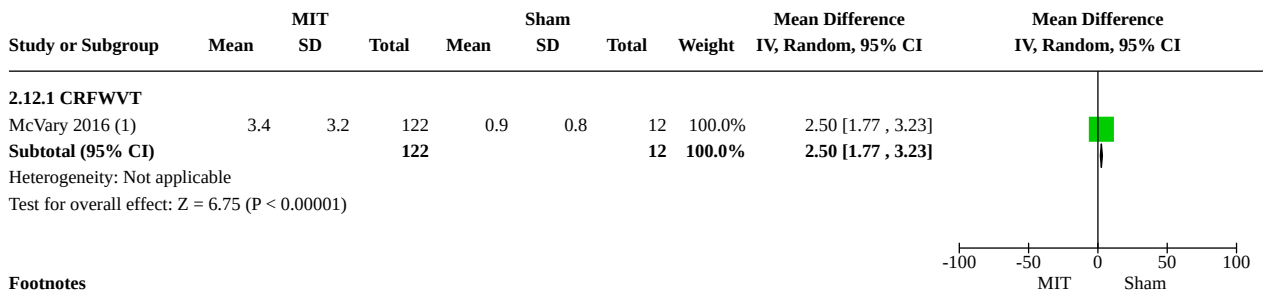 MIT Sham Mean Difference Mean Difference
Study or Subgroup Mean SD Total Mean SD Total Weight IV, Random, 95% CI IV, Random, 95% CI
2.12.1 CRFWVT
McVary 2016 (1) 3.4 3.2 122 0.9 0.8 12 100.0% 2.50 [1.77 , 3.23]
Subtotal (95% CI) 122 12 100.0% 2.50 [1.77 , 3.23]
Heterogeneity: Not applicable
Test for overall effect: Z = 6.75 (P < 0.00001)
-100 -50 0 50 100
Footnotes MIT Sham